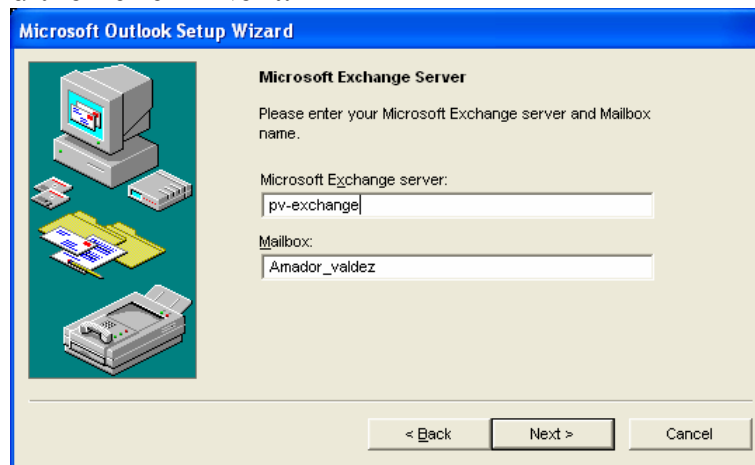 Microsoft Outlook Setup Wizard
Microsoft Exchange Server
Please enter your Microsoft Exchange server and Mailbox
name.
Microsoft Exchange server:
pv-exchange
Mailbox:
Amador_valdez
< Back Next > Cancel